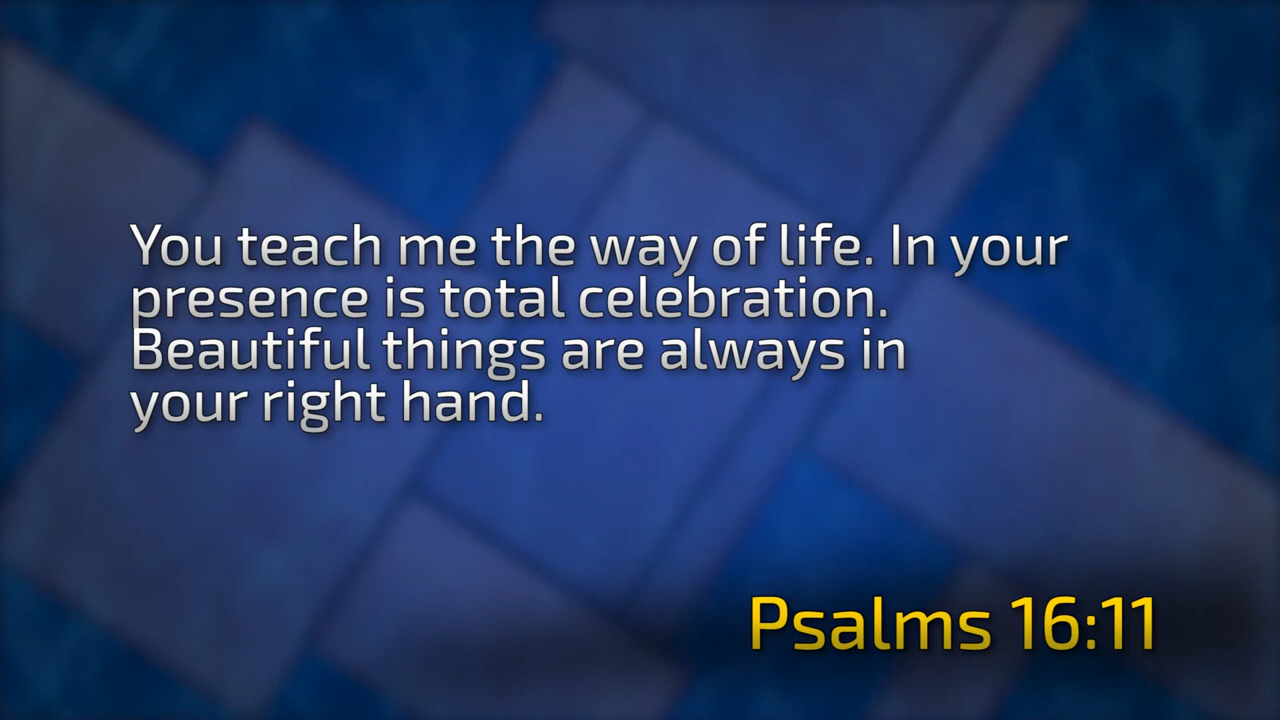 You teach me the way of life. In your
presence is total celebration.
Beautiful things are always in
your right hand.
Psalms 16:11